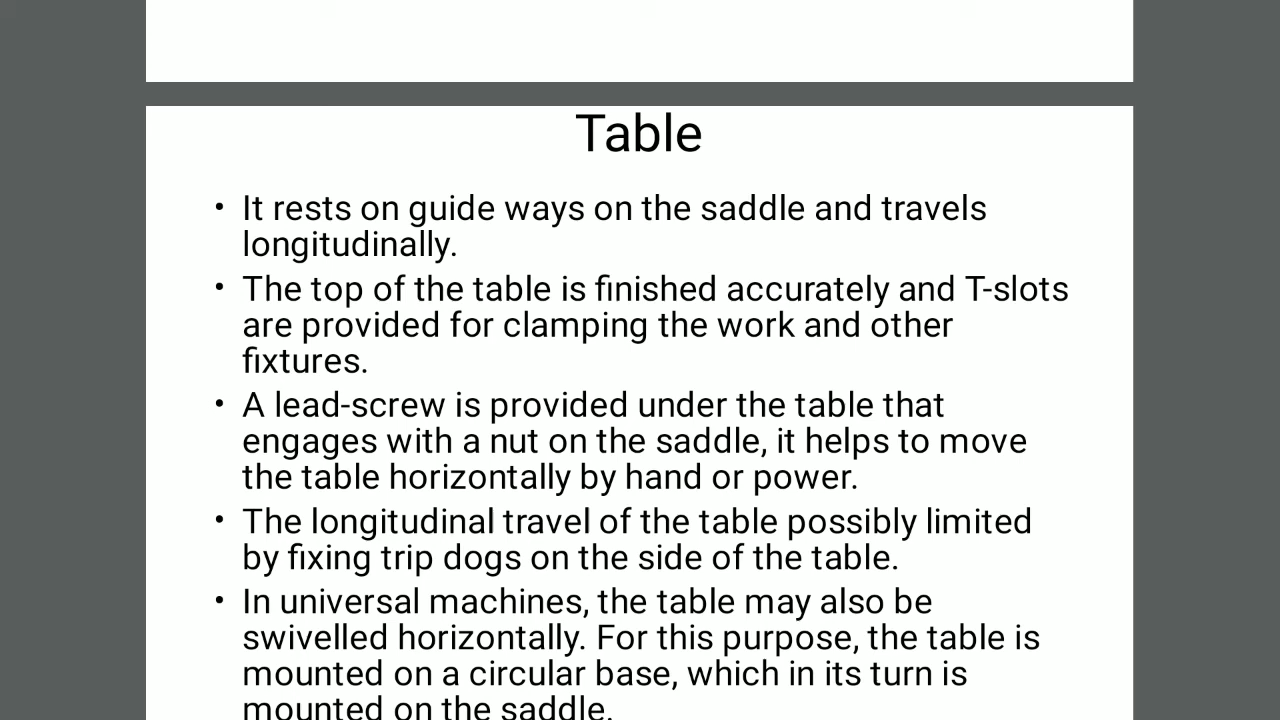 Table
• It rests on guide ways on the saddle and travels
longitudinally.
• The top of the table is finished accurately and T-slots
are provided for clamping the work and other
fixtures.
• A lead-screw is provided under the table that
engages with a nut on the saddle, it helps to move
the table horizontally by hand or power.
• The longitudinal travel of the table possibly limited
by fixing trip dogs on the side of the table.
• In universal machines, the table may also be
swivelled horizontally. For this purpose, the table is
mounted on a circular base, which in its turn is
mounted on the saddle.